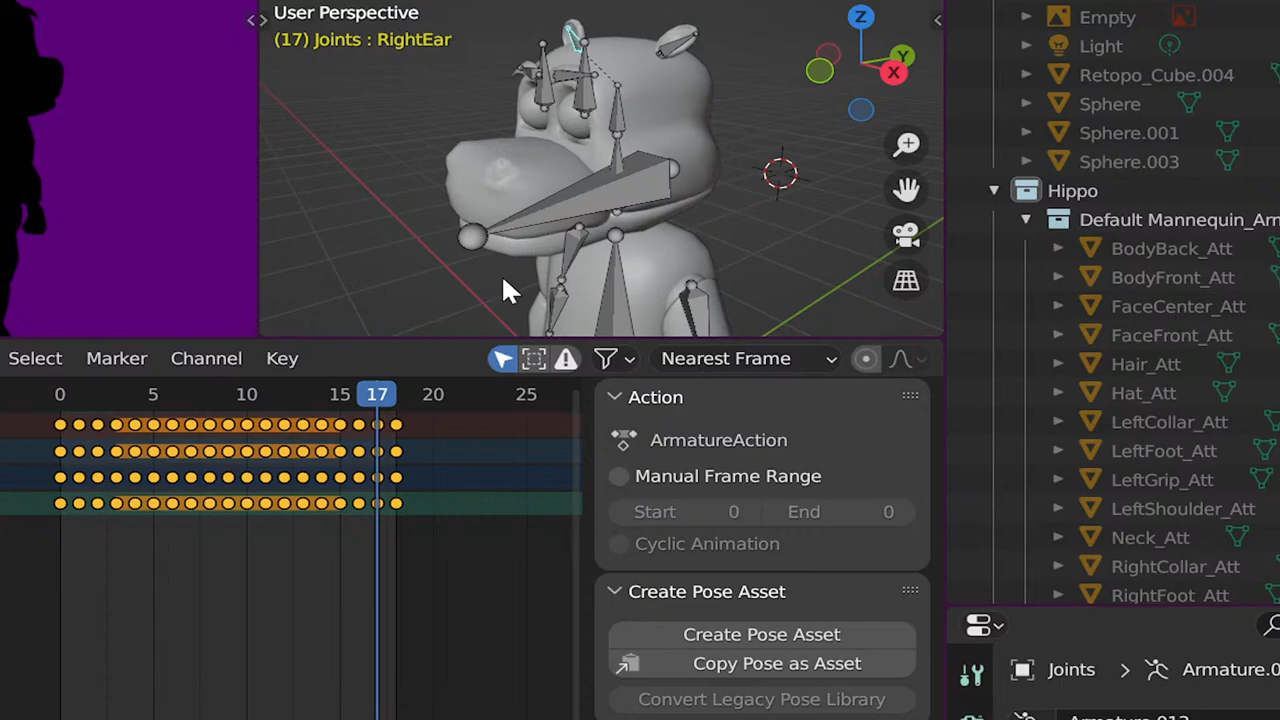 User Perspective
(17) Joints : RightEar
Z
Y
X
Empty
Light
Retopo_Cube.004
Sphere
Sphere.001
Sphere.003
Hippo
Default Mannequin_Arn
BodyBack_Att
BodyFront_Att
FaceCenter_Att
FaceFront_Att
Hair_Att
Hat_Att
LeftCollar_Att
LeftFoot_Att
LeftGrip_Att
LeftShoulder_Att
Neck_Att
RightCollar_Att
RightFoot_Att
Select Marker Channel Key
Nearest Frame
0 5 10 15 17 20 25
Action
ArmatureAction
Manual Frame Range
Start 0 End 0
Cyclic Animation
Create Pose Asset
Create Pose Asset
Copy Pose as Asset
Convert Legacy Pose Library
Joints > Armature.0